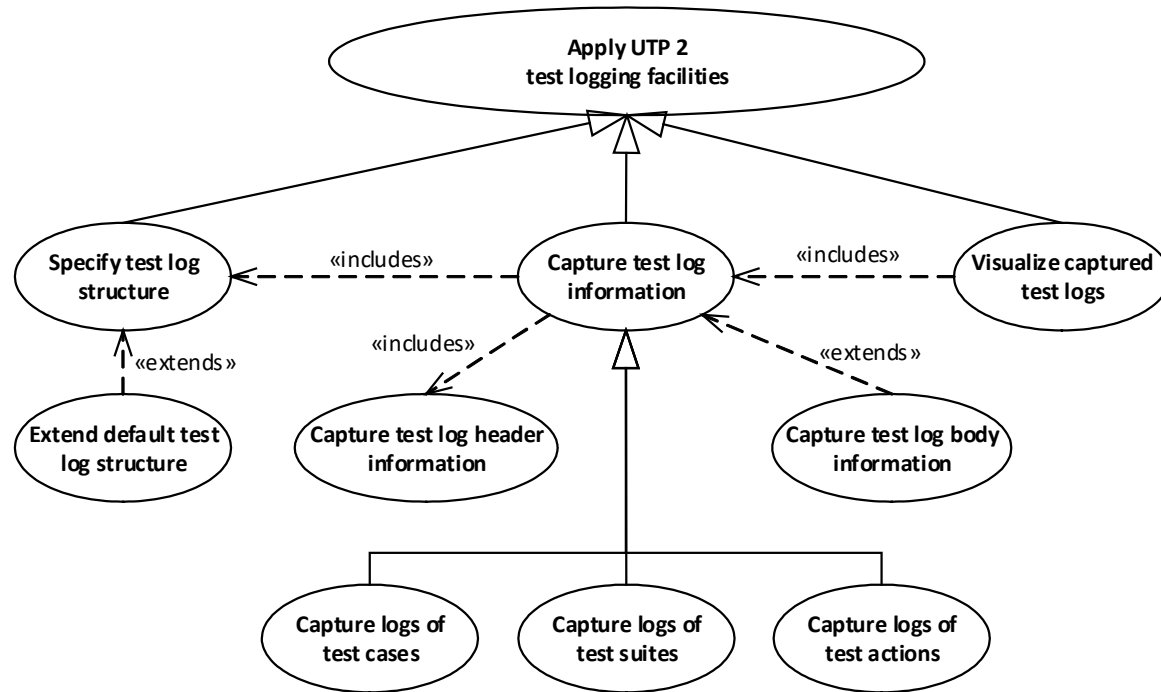 Apply UTP 2
test logging facilities
Specify test log
structure
«includes»
Capture test log
information
«includes»
Visualize captured
test logs
«extends»
«includes»
«extends»
Extend default test
log structure
Capture test log header
information
Capture test log body
information
Capture logs of
test cases
Capture logs of
test suites
Capture logs of
test actions